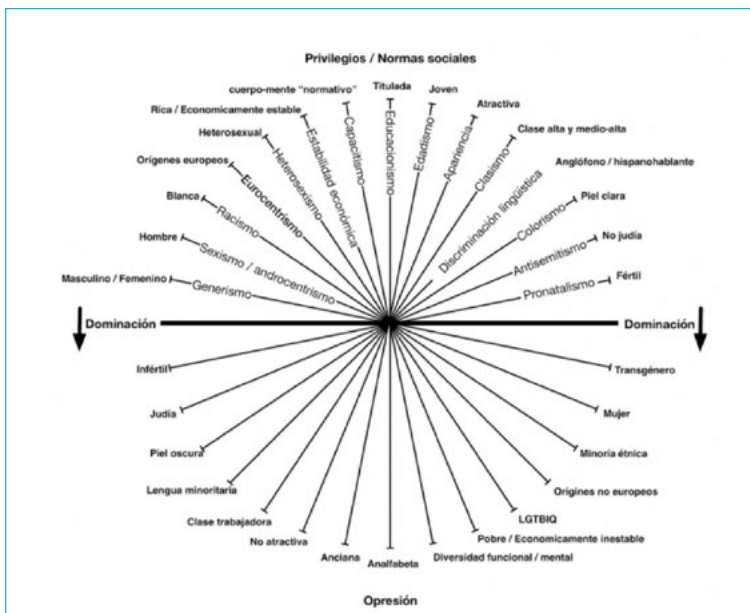 Privilegios / Normas sociales
cuerpo-mente "normativo"
Titulada
Joven
Rica / Economicamente estable
Atractiva
Heterosexual
Clase alta y medio-alta
Orígenes europeos
Anglófono / hispanohablante
Blanca
Piel clara
Hombre
No judía
Masculino / Femenino
Fértil
Generismo
Sexismo / androcentrismo
Racismo
Eurocentrismo
Heterosexismo
Estabilidad económica
Capacitismo
Educacionismo
Edadismo
Apariencia
Clasismo
Discriminación lingüística
Colorismo
Antisemitismo
Pronatalismo
Dominación
Dominación
Infértil
Transgénero
Judía
Mujer
Piel oscura
Minoría étnica
Lengua minoritaria
Orígines no europeos
Clase trabajadora
LGTBIQ
No atractiva
Pobre / Economicamente inestable
Anciana
Analfabeta
Diversidad funcional / mental
Opresión